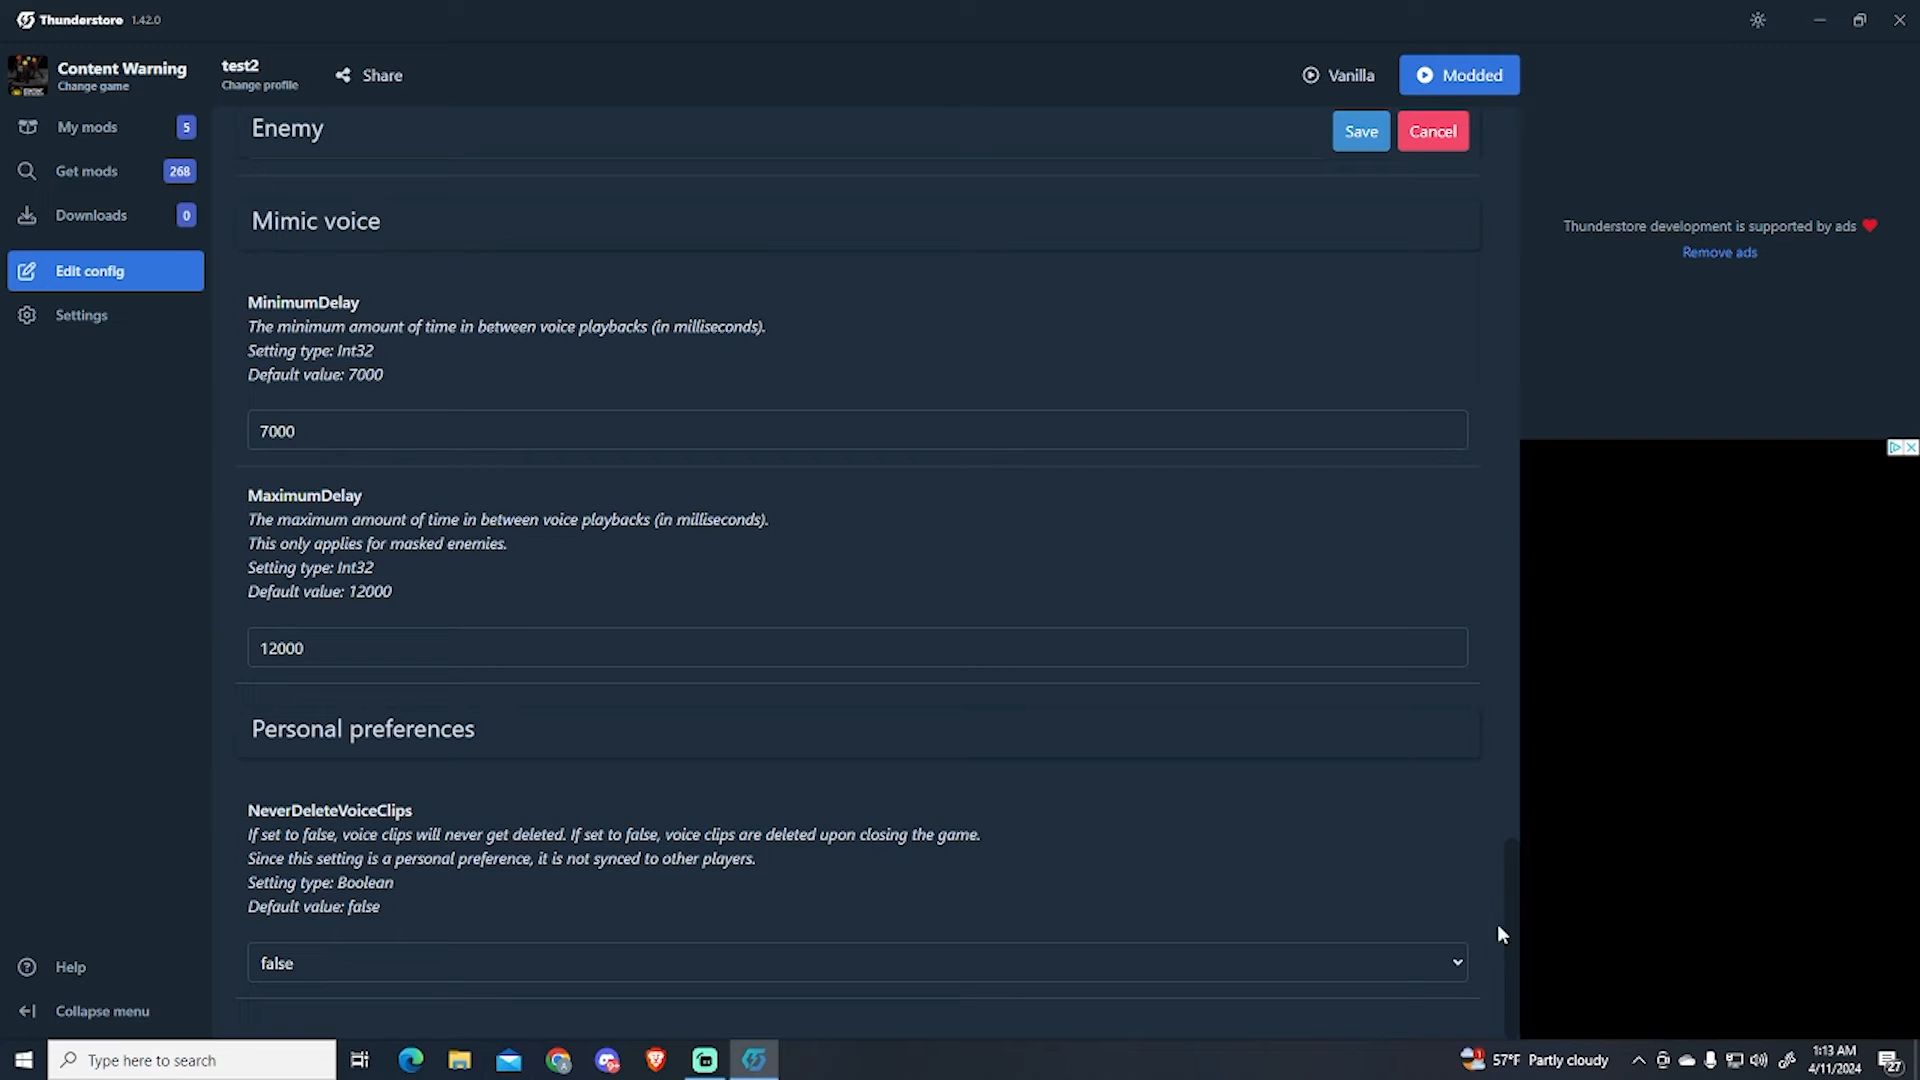 Thunderstore 1.42.0
Content Warning
Change game
test2
Change profile
Share
Vanilla
Modded
My mods 5
Get mods 268
Downloads 0
Edit config
Settings
Help
Collapse menu
Enemy
Save
Cancel
Mimic voice
MinimumDelay
The minimum amount of time in between voice playbacks (in milliseconds).
Setting type: Int32
Default value: 7000
7000
MaximumDelay
The maximum amount of time in between voice playbacks (in milliseconds).
This only applies for masked enemies.
Setting type: Int32
Default value: 12000
12000
Personal preferences
NeverDeleteVoiceClips
If set to false, voice clips will never get deleted. If set to false, voice clips are deleted upon closing the game.
Since this setting is a personal preference, it is not synced to other players.
Setting type: Boolean
Default value: false
false
Thunderstore development is supported by ads
Remove ads
Type here to search
57°F Partly cloudy
1:13 AM
4/11/2024
27